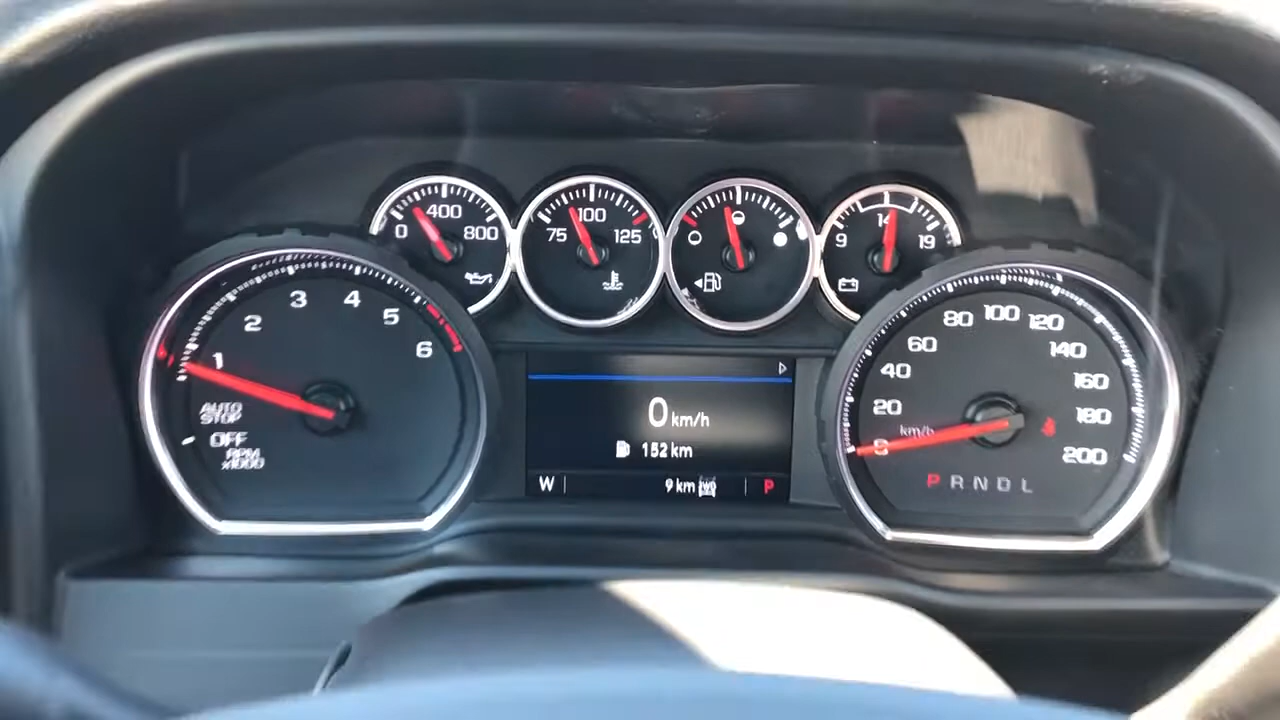 0 400 800
75 100 125
9 14 19
1 2 3 4 5 6
AUTO
STOP
OFF
RPM
x1000
0 km/h
152 km
W
9 km
2WD
P
0 20 40 60 80 100 120 140 160 180 200
km/h
P R N D L